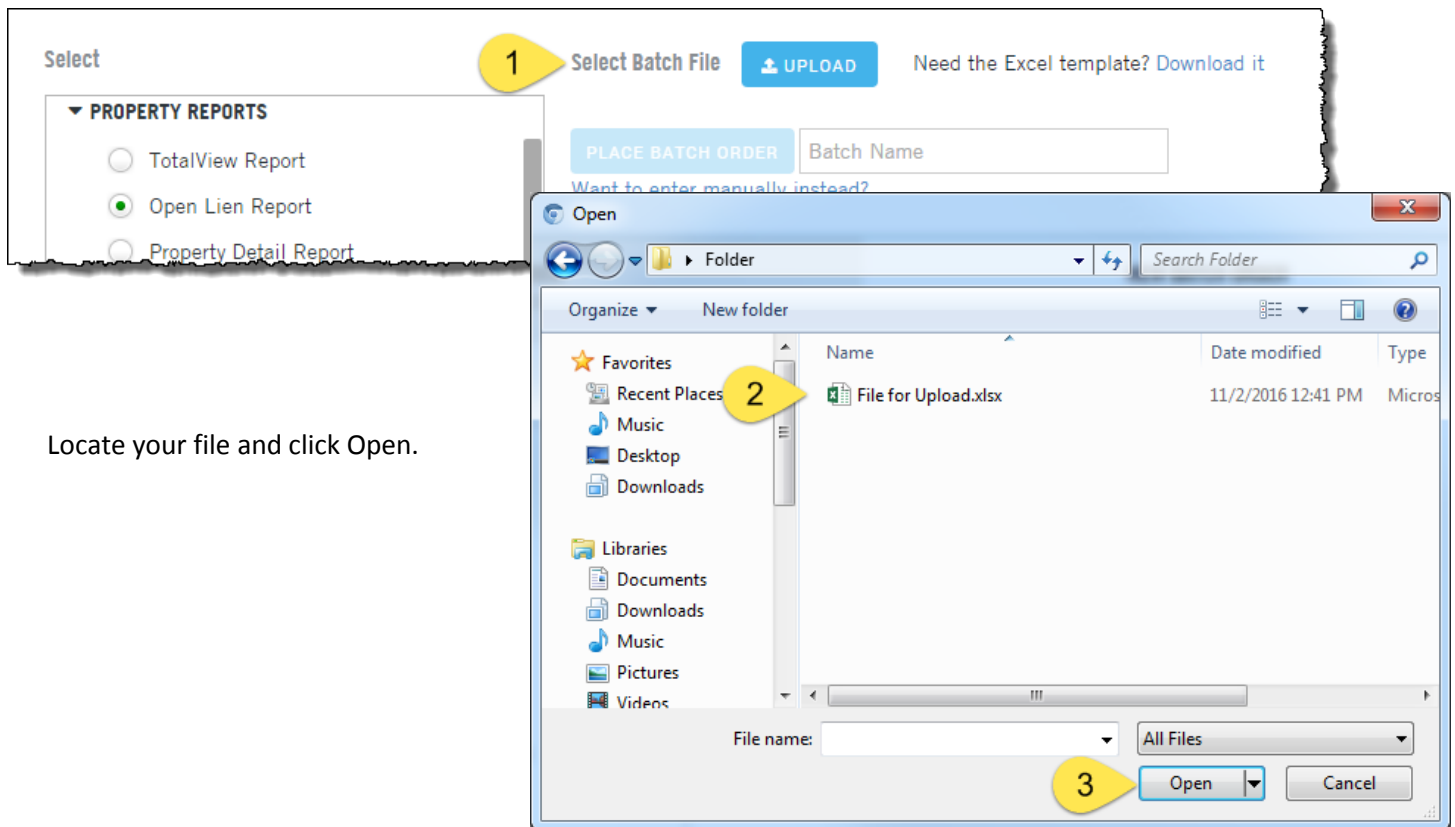 Select
1
Select Batch File
UPLOAD
Need the Excel template? Download it
PROPERTY REPORTS
TotalView Report
Open Lien Report
Property Detail Report
PLACE BATCH ORDER
Batch Name
Want to enter manually instead?
Locate your file and click Open.
Open
x
Folder
Search Folder
Organize
New folder
Favorites
Recent Places
Music
Desktop
Downloads
Libraries
Documents
Downloads
Music
Pictures
Videos
Name
Date modified
Type
2
File for Upload.xlsx
11/2/2016 12:41 PM
Micros
File name:
All Files
3
Open
Cancel